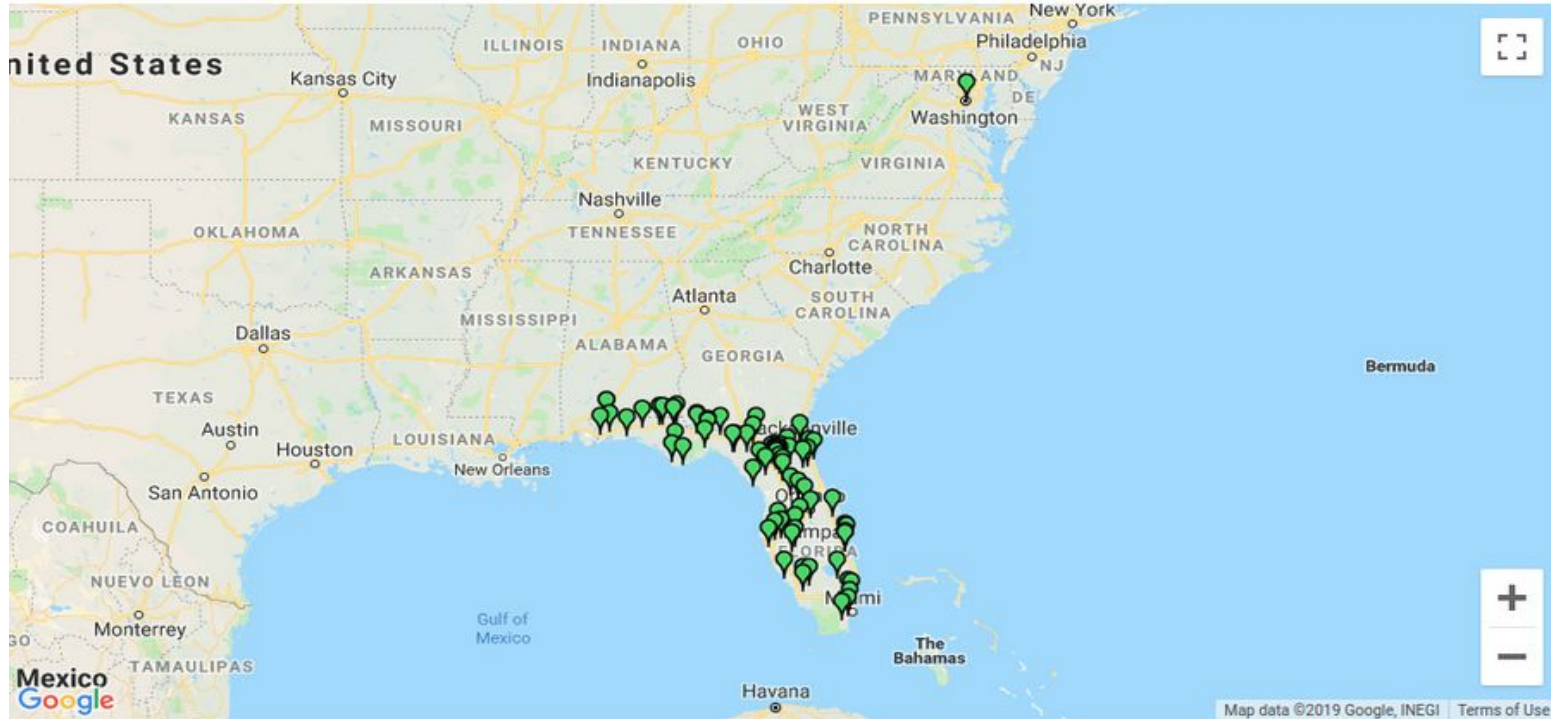 New York
PENNSYLVANIA
ILLINOIS
INDIANA
OHIO
Philadelphia
nited States
NJ
Kansas City
Indianapolis
MARYLAND
DE
WEST
VIRGINIA
Washington
KANSAS
MISSOURI
KENTUCKY
VIRGINIA
Nashville
TENNESSEE
OKLAHOMA
NORTH
CAROLINA
Charlotte
ARKANSAS
Atlanta
SOUTH
CAROLINA
MISSISSIPPI
Dallas
ALABAMA
GEORGIA
Bermuda
TEXAS
Austin
LOUISIANA
Houston
New Orleans
San Antonio
COAHUILA
FLORIDA
NUEVO LEON
Gulf of
Mexico
Monterrey
GO
The
Bahamas
TAMAULIPAS
Mexico
Google
Havana
Map data ©2019 Google, INEGI
Terms of Use